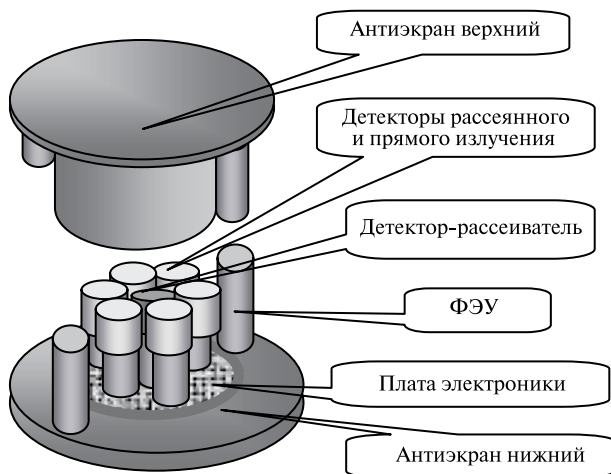 Антиэкран верхний
Детекторы рассеянного
и прямого излучения
Детектор-рассеиватель
ФЭУ
Плата электроники
Антиэкран нижний